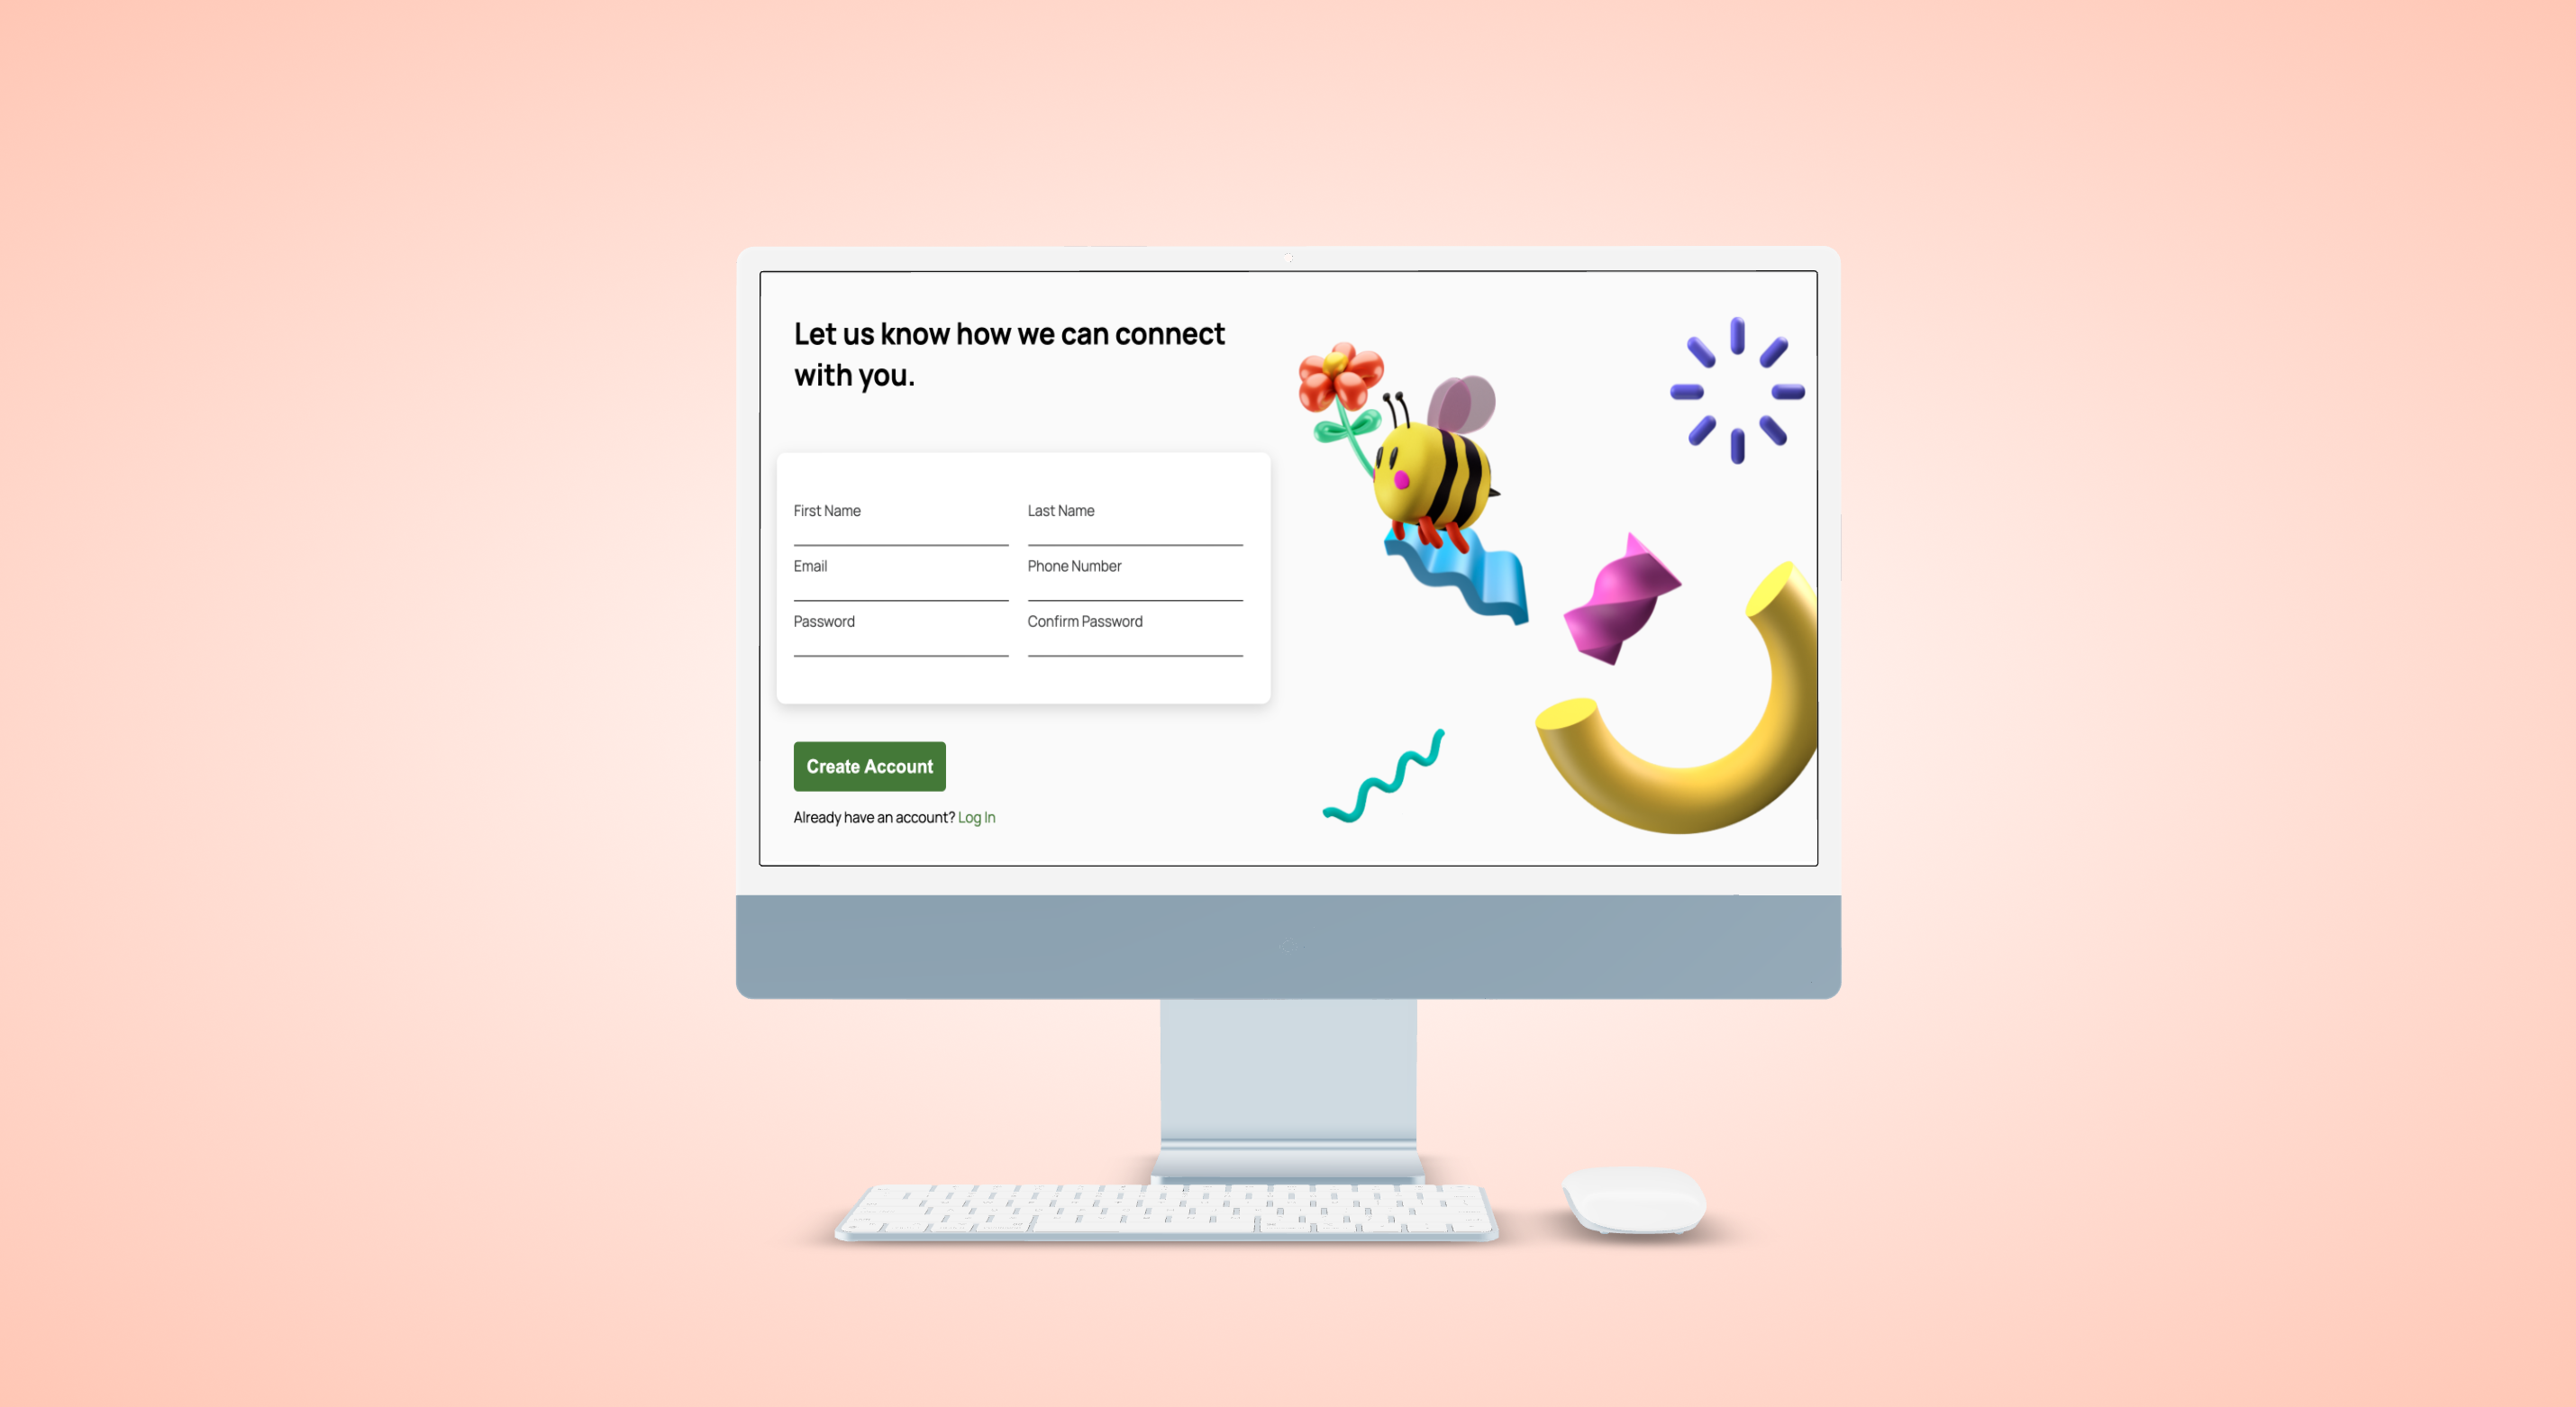 Let us know how we can connect
with you.
First Name
Last Name
Email
Phone Number
Password
Confirm Password
Create Account
Already have an account? Log In